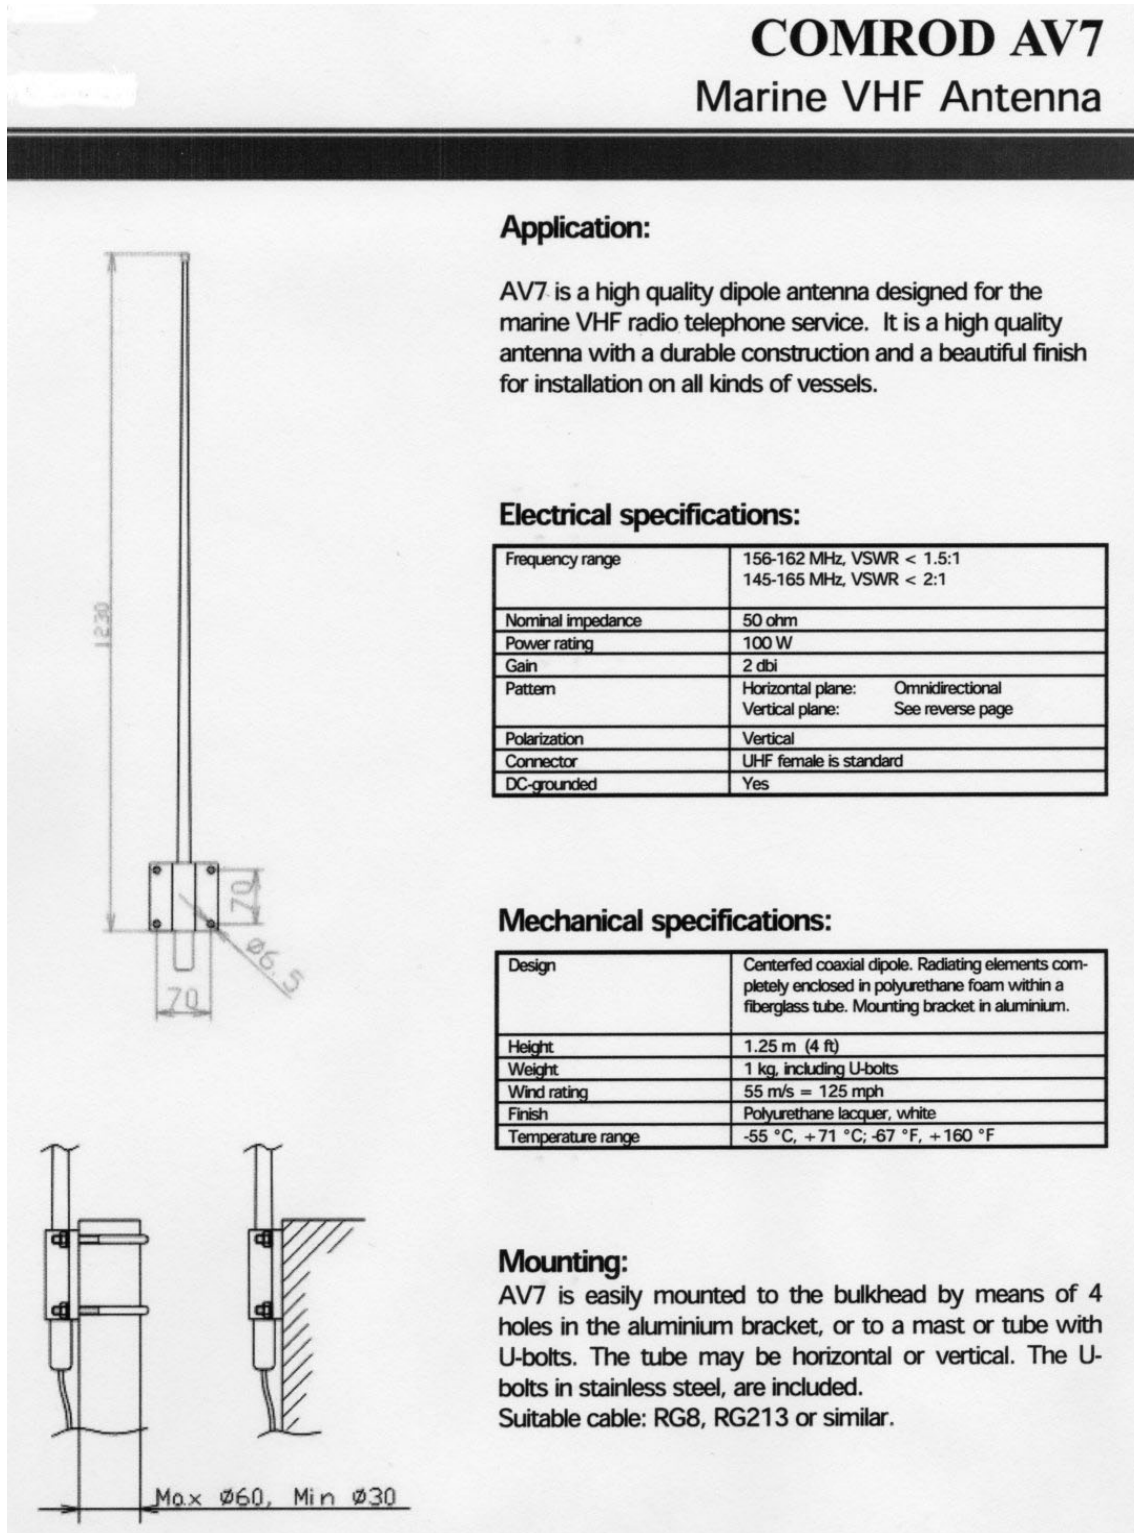 COMROD AV7
Marine VHF Antenna
Application:
AV7 is a high quality dipole antenna designed for the
marine VHF radio telephone service. It is a high quality
antenna with a durable construction and a beautiful finish
for installation on all kinds of vessels.
Electrical specifications:
Frequency range 156-162 MHz, VSWR < 1.5:1
145-165 MHz, VSWR < 2:1
Nominal impedance 50 ohm
Power rating 100 W
Gain 2 dbi
Pattern Horizontal plane: Omnidirectional
Vertical plane: See reverse page
Polarization Vertical
Connector UHF female is standard
DC-grounded Yes
1230
70
ø6.5
70
Mechanical specifications:
Design Centerfed coaxial dipole. Radiating elements com-
pletely enclosed in polyurethane foam within a
fiberglass tube. Mounting bracket in aluminium.
Height 1.25 m (4 ft)
Weight 1 kg, including U-bolts
Wind rating 55 m/s = 125 mph
Finish Polyurethane lacquer, white
Temperature range -55 °C, +71 °C; -67 °F, +160 °F
Mounting:
AV7 is easily mounted to the bulkhead by means of 4
holes in the aluminium bracket, or to a mast or tube with
U-bolts. The tube may be horizontal or vertical. The U-
bolts in stainless steel, are included.
Suitable cable: RG8, RG213 or similar.
Max ø60, Min ø30